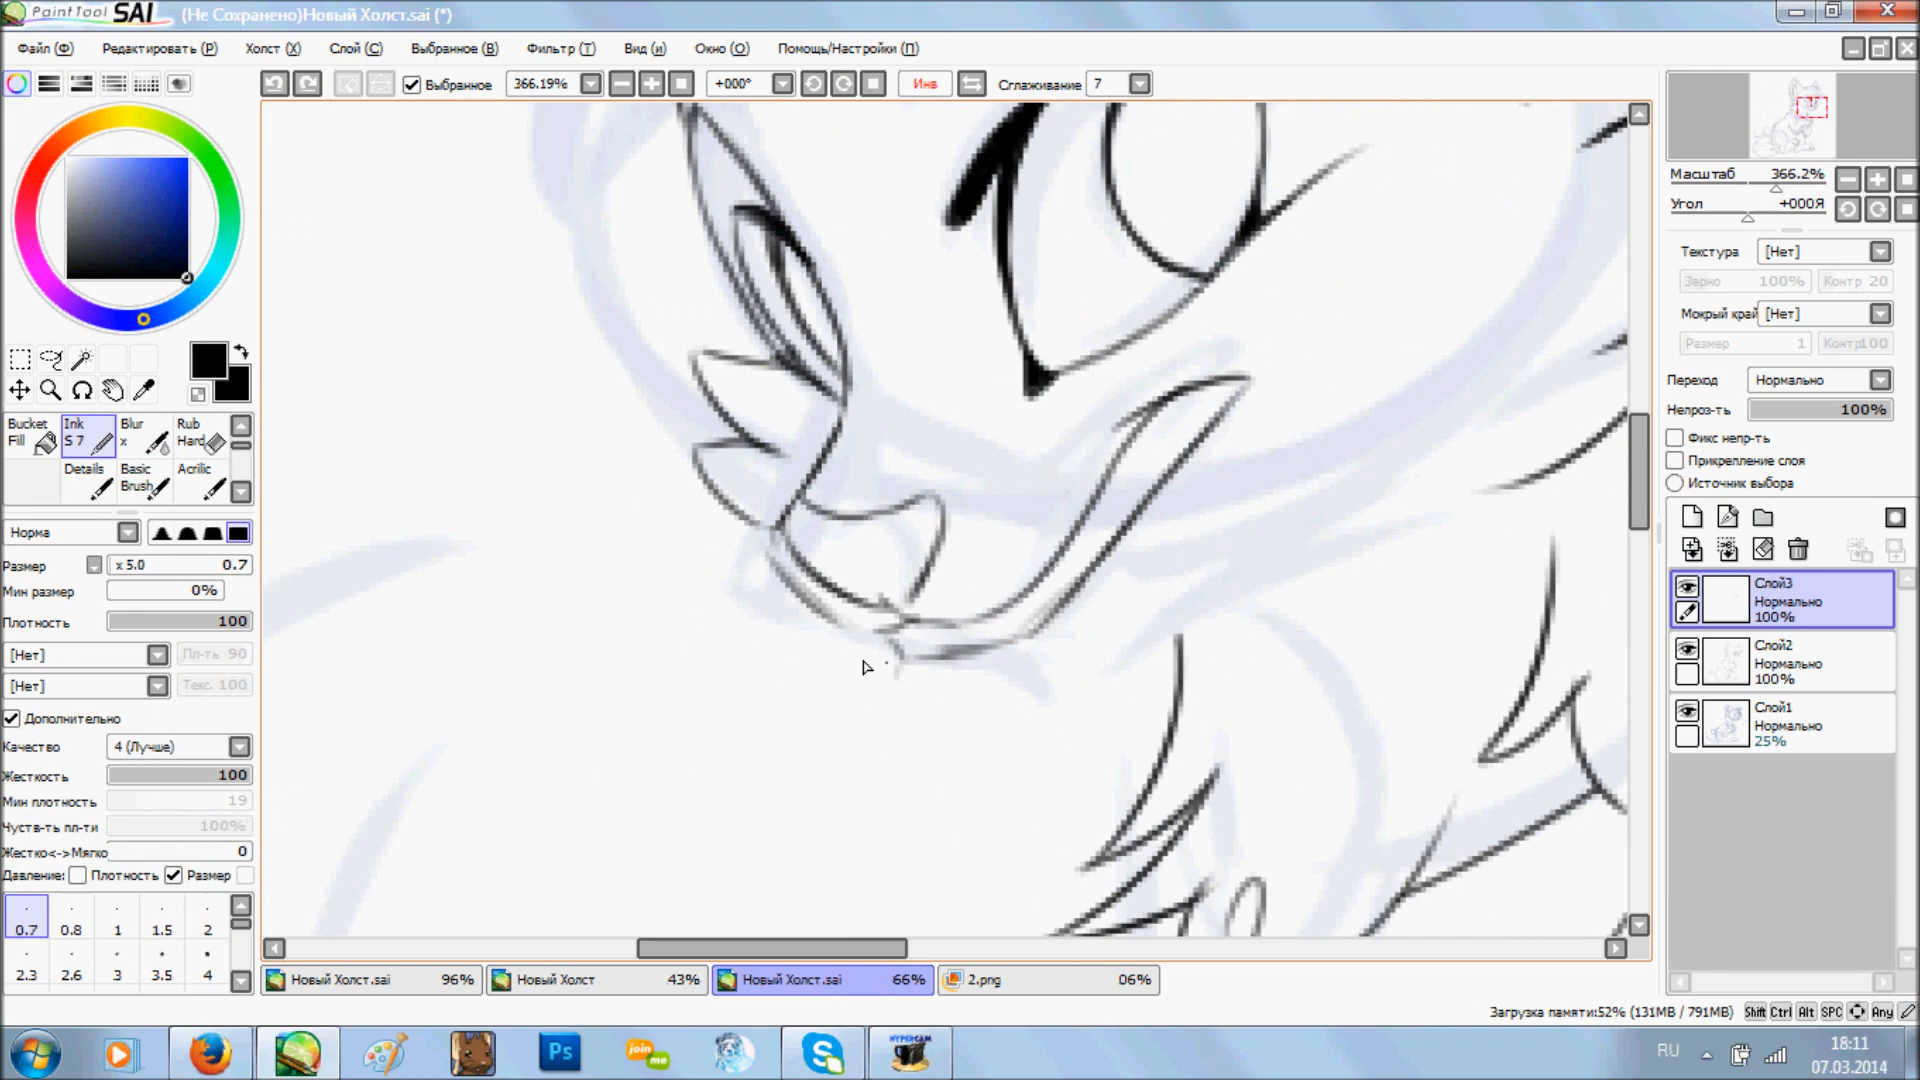 PaintTool SAI (Не Сохранено)Новый Холст.sai (*)
Файл (Ф) Редактировать (Р) Холст (Х) Слой (С) Выбранное (В) Фильтр (Т) Вид (и) Окно (О) Помощь/Настройки (П)
Выбранное 366.19% +000° Инв Сглаживание 7
Масштаб 366.2%
Угол +000Я
Текстура [Нет]
Зерно 100% Контр 20
Мокрый край [Нет]
Размер 1 Контр 100
Переход Нормально
Непроз-ть 100%
Фикс непр-ть
Прикрепление слоя
Источник выбора
Слой3
Нормально
100%
Слой2
Нормально
100%
Слой1
Нормально
25%
Bucket Fill
Ink S 7
Blur x
Rub Hard
Details
Basic Brush
Acrilic
Норма
Размер x 5.0 0.7
Мин размер 0%
Плотность 100
[Нет] Пл-ть 90
[Нет] Текс. 100
Дополнительно
Качество 4 (Лучше)
Жесткость 100
Мин плотность 19
Чуств-ть пл-ти 100%
Жестко<->Мягко 0
Давление: Плотность Размер
0.7 0.8 1 1.5 2
2.3 2.6 3 3.5 4
Новый Холст.sai 96% Новый Холст 43% Новый Холст.sai 66% 2.png 06%
Загрузка памяти:52% (131MB / 791MB) Shift Ctrl Alt SPC Any
Ps join me HYPERCAM RU 18:11
07.03.2014